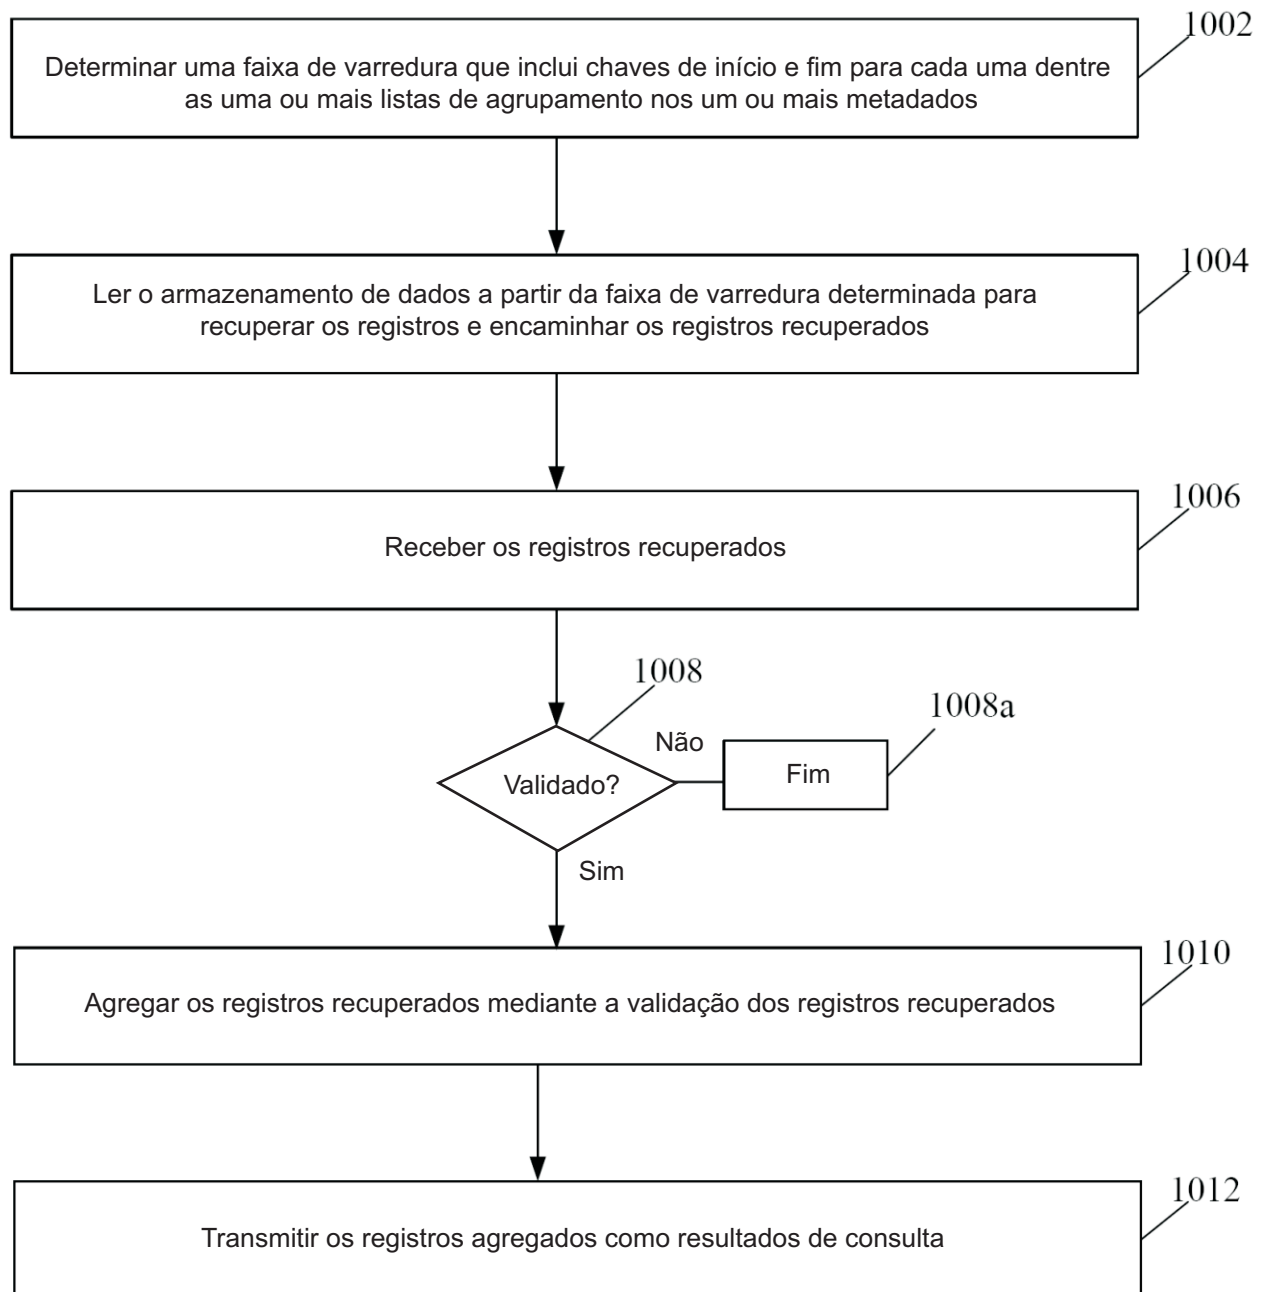 1002
Determinar uma faixa de varredura que inclui chaves de início e fim para cada uma dentre
as uma ou mais listas de agrupamento nos um ou mais metadados
1004
Ler o armazenamento de dados a partir da faixa de varredura determinada para
recuperar os registros e encaminhar os registros recuperados
1006
Receber os registros recuperados
1008
1008a
Não
Validado?
Fim
Sim
1010
Agregar os registros recuperados mediante a validação dos registros recuperados
1012
Transmitir os registros agregados como resultados de consulta